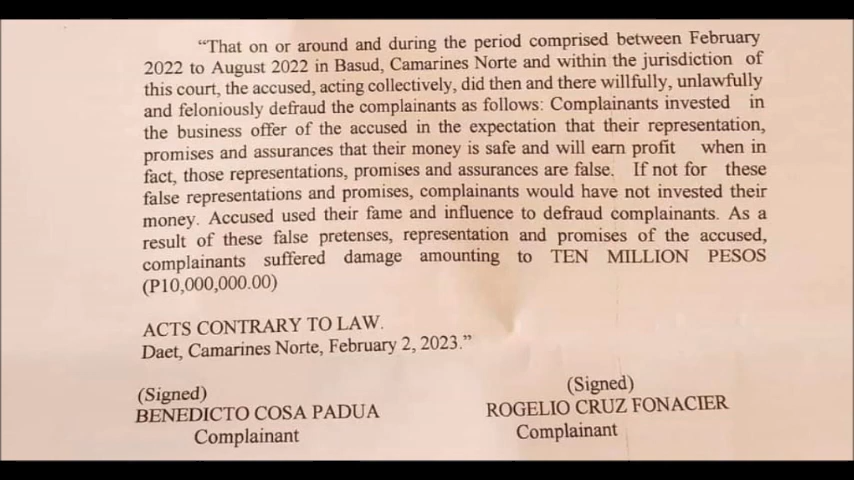 “That on or around and during the period comprised between February
2022 to August 2022 in Basud, Camarines Norte and within the jurisdiction of
this court, the accused, acting collectively, did then and there willfully, unlawfully
and feloniously defraud the complainants as follows: Complainants invested in
the business offer of the accused in the expectation that their representation,
promises and assurances that their money is safe and will earn profit when in
fact, those representations, promises and assurances are false. If not for these
false representations and promises, complainants would have not invested their
money. Accused used their fame and influence to defraud complainants. As a
result of these false pretenses, representation and promises of the accused,
complainants suffered damage amounting to TEN MILLION PESOS
(P10,000,000.00)
ACTS CONTRARY TO LAW.
Daet, Camarines Norte, February 2, 2023.”
(Signed) (Signed)
BENEDICTO COSA PADUA ROGELIO CRUZ FONACIER
Complainant Complainant